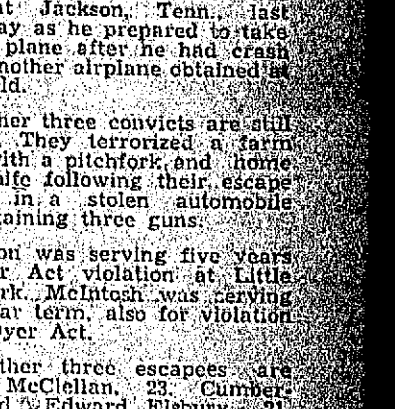 at Jackson, Tenn., last
ay as he prepared to take
plane after he had crash
nother airplane obtained at
ld.
her three convicts are still
They terrorized a farm
with a pitchfork and home
nife following their escape
in a stolen automobile
taining three guns.
on was serving five years
r Act violation at Little
rk. McIntosh was serving
ar term, also for violation
Dyer Act.
ther three escapees are
McClellan, 23, Cumber-
d Edward